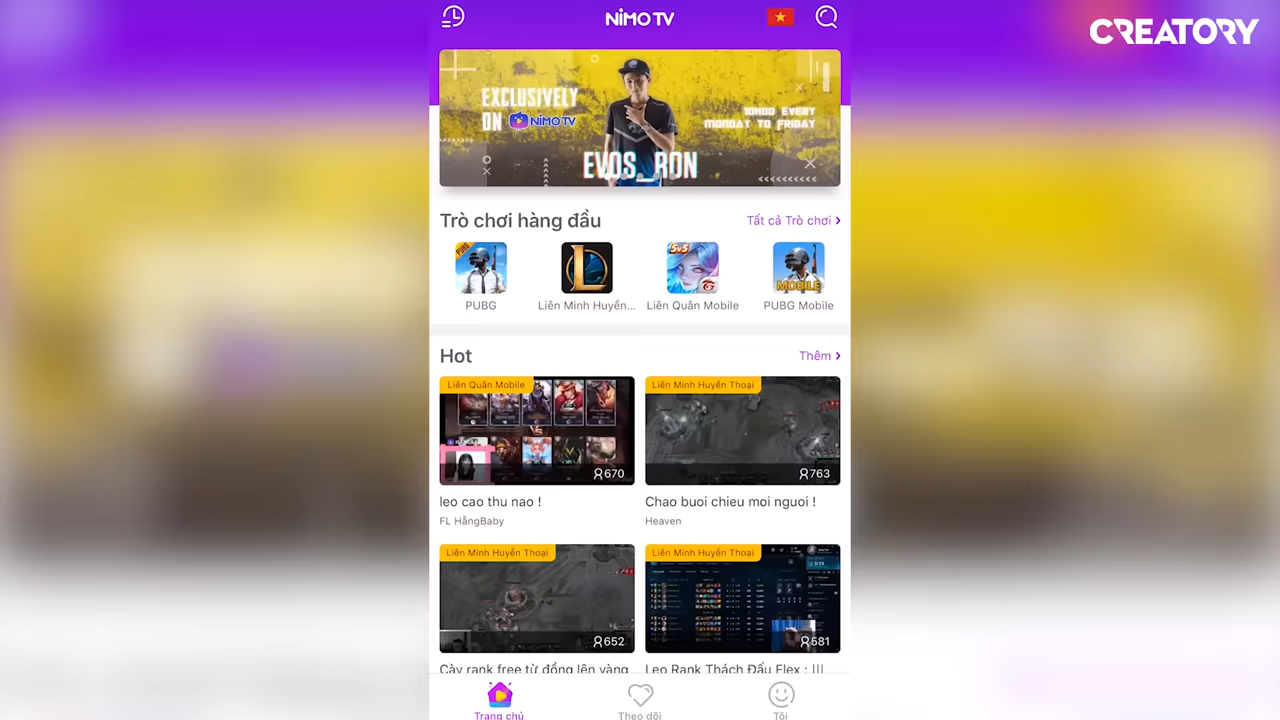 NiMO TV
CREATORY
EXCLUSIVELY
ON NiMO TV
10H00 EVERY
MONDAY TO FRIDAY
EVOS_RON
Trò chơi hàng đầu
Tất cả Trò chơi
PUBG
5v5
MOBILE
PUBG
Liên Minh Huyền...
Liên Quân Mobile
PUBG Mobile
Hot
Thêm
Liên Quân Mobile
670
Liên Minh Huyền Thoại
763
leo cao thu nao !
FL HằngBaby
Chao buoi chieu moi nguoi !
Heaven
Liên Minh Huyền Thoại
652
Liên Minh Huyền Thoại
581
Cày rank free từ đồng lên vàng
Leo Rank Thách Đấu Flex : |||
Trang chủ
Theo dõi
Tôi